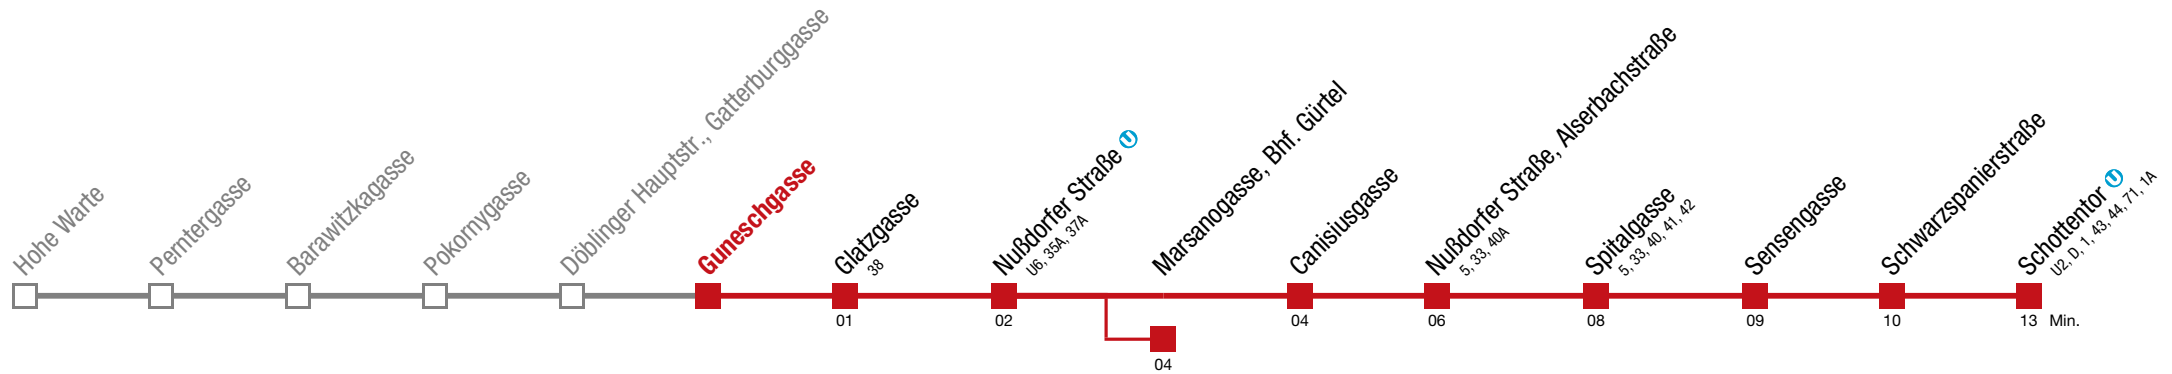 Hohe Warte
Perntergasse
Barawitzkagasse
Pokornygasse
Döblinger Hauptstr., Gatterburggasse
Guneschgasse
Glatzgasse
38
Nußdorfer Straße U
U6, 35A, 37A
Marsanogasse, Bhf. Gürtel
Canisiusgasse
Nußdorfer Straße, Alserbachstraße
5, 33, 40A
Spitalgasse
5, 33, 40, 41, 42
Sensengasse
Schwarzspanierstraße
Schottentor U
U2, D, 1, 43, 44, 71, 1A
01
02
04
06
08
09
10
13 Min.
04